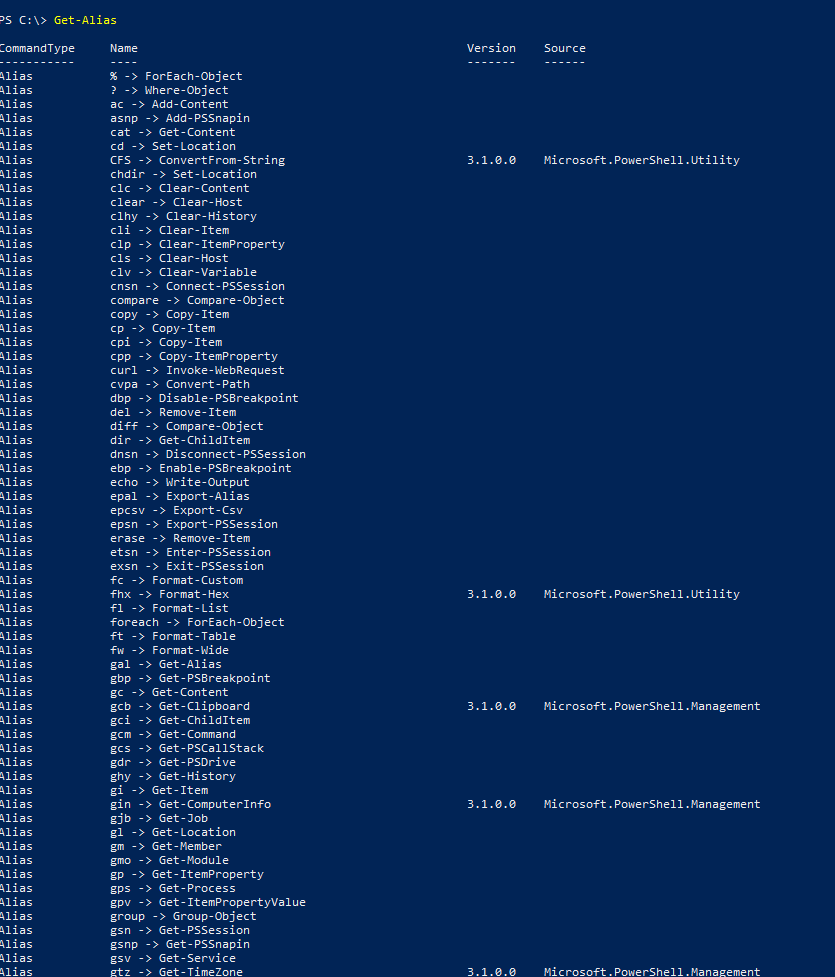 PS C:\> Get-Alias
CommandType Name Version Source
----------- ---- ------- ------
Alias % -> ForEach-Object
Alias ? -> Where-Object
Alias ac -> Add-Content
Alias asnp -> Add-PSSnapin
Alias cat -> Get-Content
Alias cd -> Set-Location
Alias CFS -> ConvertFrom-String 3.1.0.0 Microsoft.PowerShell.Utility
Alias chdir -> Set-Location
Alias clc -> Clear-Content
Alias clear -> Clear-Host
Alias clhy -> Clear-History
Alias cli -> Clear-Item
Alias clp -> Clear-ItemProperty
Alias cls -> Clear-Host
Alias clv -> Clear-Variable
Alias cnsn -> Connect-PSSession
Alias compare -> Compare-Object
Alias copy -> Copy-Item
Alias cp -> Copy-Item
Alias cpi -> Copy-Item
Alias cpp -> Copy-ItemProperty
Alias curl -> Invoke-WebRequest
Alias cvpa -> Convert-Path
Alias dbp -> Disable-PSBreakpoint
Alias del -> Remove-Item
Alias diff -> Compare-Object
Alias dir -> Get-ChildItem
Alias dnsn -> Disconnect-PSSession
Alias ebp -> Enable-PSBreakpoint
Alias echo -> Write-Output
Alias epal -> Export-Alias
Alias epcsv -> Export-Csv
Alias epsn -> Export-PSSession
Alias erase -> Remove-Item
Alias etsn -> Enter-PSSession
Alias exsn -> Exit-PSSession
Alias fc -> Format-Custom
Alias fhx -> Format-Hex 3.1.0.0 Microsoft.PowerShell.Utility
Alias fl -> Format-List
Alias foreach -> ForEach-Object
Alias ft -> Format-Table
Alias fw -> Format-Wide
Alias gal -> Get-Alias
Alias gbp -> Get-PSBreakpoint
Alias gc -> Get-Content
Alias gcb -> Get-Clipboard 3.1.0.0 Microsoft.PowerShell.Management
Alias gci -> Get-ChildItem
Alias gcm -> Get-Command
Alias gcs -> Get-PSCallStack
Alias gdr -> Get-PSDrive
Alias ghy -> Get-History
Alias gi -> Get-Item
Alias gin -> Get-ComputerInfo 3.1.0.0 Microsoft.PowerShell.Management
Alias gjb -> Get-Job
Alias gl -> Get-Location
Alias gm -> Get-Member
Alias gmo -> Get-Module
Alias gp -> Get-ItemProperty
Alias gps -> Get-Process
Alias gpv -> Get-ItemPropertyValue
Alias group -> Group-Object
Alias gsn -> Get-PSSession
Alias gsnp -> Get-PSSnapin
Alias gsv -> Get-Service
Alias gtz -> Get-TimeZone 3.1.0.0 Microsoft.PowerShell.Management